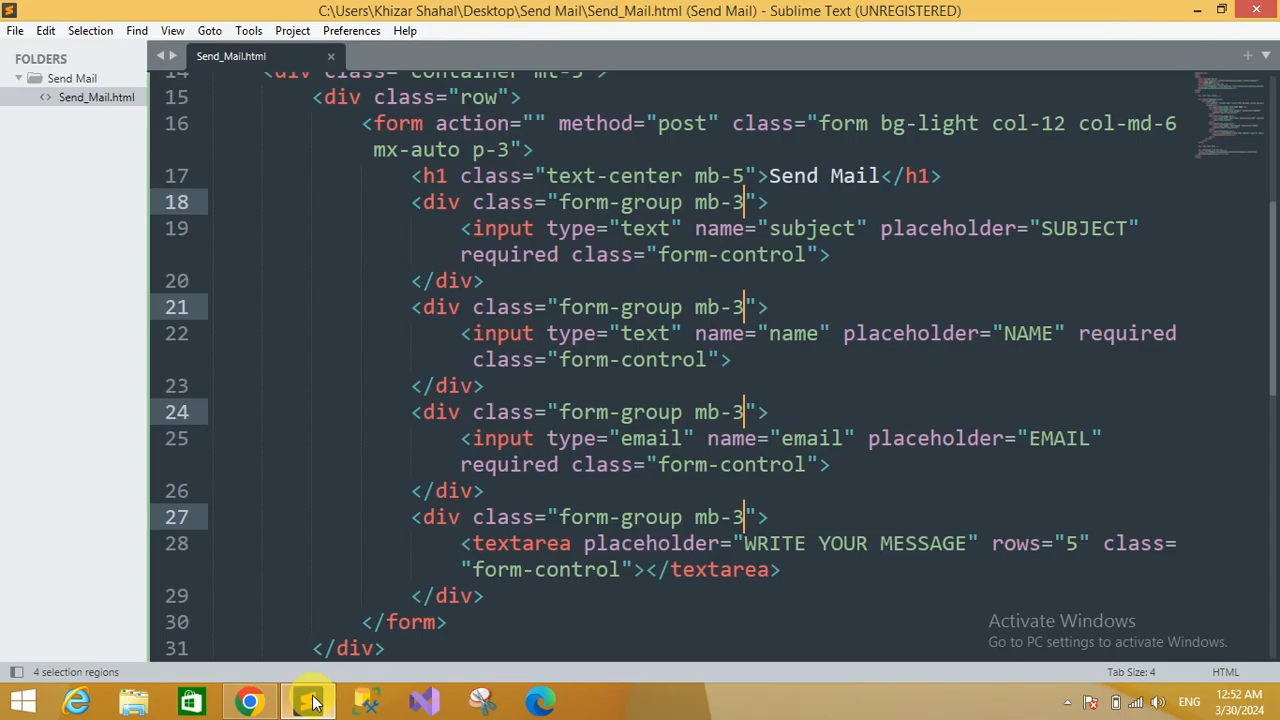 C:\Users\Khizar Shahal\Desktop\Send Mail\Send_Mail.html (Send Mail) - Sublime Text (UNREGISTERED)
File Edit Selection Find View Goto Tools Project Preferences Help
FOLDERS
Send Mail
Send_Mail.html
Send_Mail.html
14 <div class="container mt-5">
15 <div class="row">
16 <form action="" method="post" class="form bg-light col-12 col-md-6
mx-auto p-3">
17 <h1 class="text-center mb-5">Send Mail</h1>
18 <div class="form-group mb-3">
19 <input type="text" name="subject" placeholder="SUBJECT"
required class="form-control">
20 </div>
21 <div class="form-group mb-3">
22 <input type="text" name="name" placeholder="NAME" required
class="form-control">
23 </div>
24 <div class="form-group mb-3">
25 <input type="email" name="email" placeholder="EMAIL"
required class="form-control">
26 </div>
27 <div class="form-group mb-3">
28 <textarea placeholder="WRITE YOUR MESSAGE" rows="5" class=
"form-control"></textarea>
29 </div>
30 </form>
31 </div>
Activate Windows
Go to PC settings to activate Windows.
4 selection regions
Tab Size: 4
HTML
ENG
12:52 AM
3/30/2024